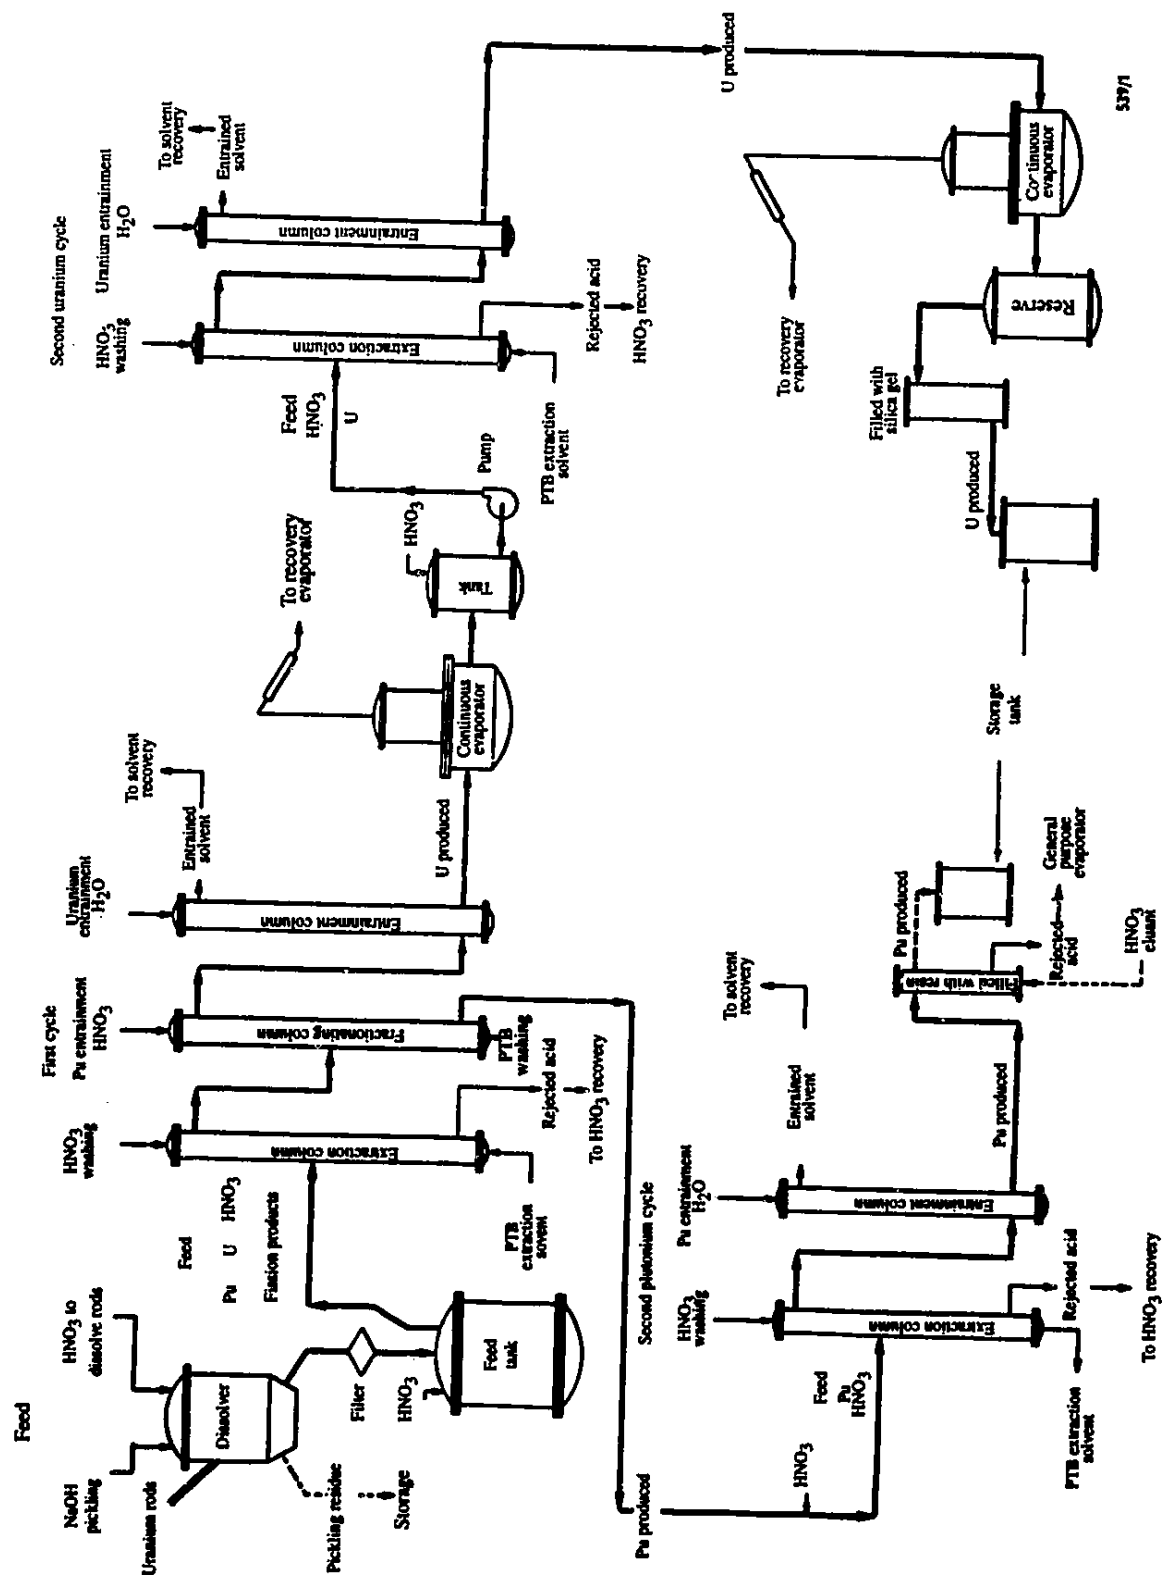 Feed
NaOH
pickling
HNO3 to
dissolve rods
Uranium rods
Dissolver
Pickling residue
Storage
Filter
HNO3
Feed
tank
Feed
Pu U HNO3
Fission products
First cycle
HNO3
washing
Extraction column
PTB
extraction
sovent
Rejected acid
To HNO3 recovery
Pu entrainment
HNO3
Fractionating column
PTB
washing
Uranium
entrainment
H2O
Entrainment column
Entrained
solvent
To solvent
recovery
U produced
Continuous
evaporator
To recovery
evaporator
HNO3
Tank
Pump
Feed
HNO3
U
Second uranium cycle
HNO3
washing
Extraction column
PTB extraction
solvent
Rejected acid
HNO3 recovery
Uranium entrainment
H2O
Entrainment column
Entrained
solvent
To solvent
recovery
U produced
Continuous
evaporator
To recovery
evaporator
Reserve
Filled with
silica gel
U produced
Storage
tank
Pu produced
HNO3
Feed
Pu
HNO3
Second plutonium cycle
HNO3
washing
Extraction column
PTB extraction
solvent
Rejected acid
To HNO3 recovery
Pu entrainment
H2O
Entrainment column
Entrained
solvent
To solvent
recovery
Pu produced
Filled with
resin
Pu produced
Rejected
acid
General
purpose
evaporator
HNO3
eluant
539/1